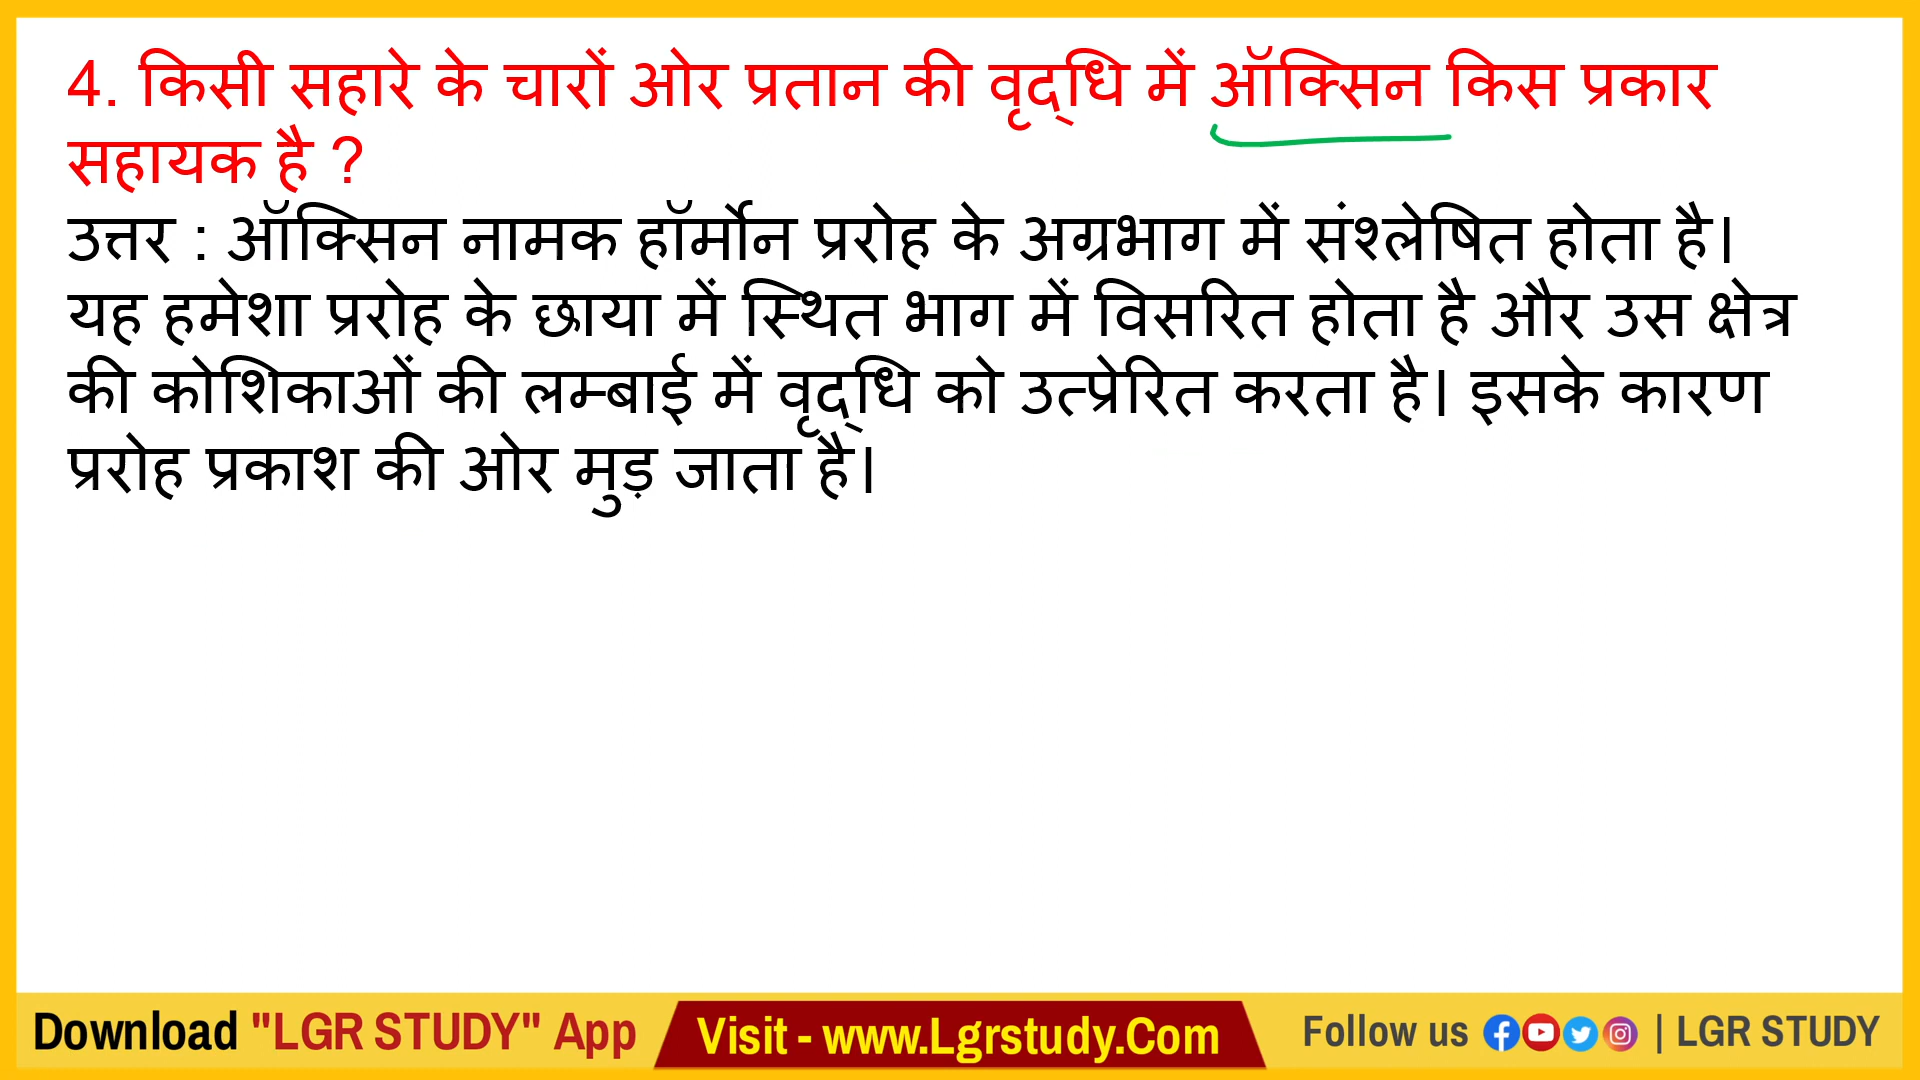 4. किसी सहारे के चारों ओर प्रतान की वृद्धि में ऑक्सिन किस प्रकार
सहायक है ?
उत्तर : ऑक्सिन नामक हॉर्मोन प्ररोह के अग्रभाग में संश्लेषित होता है।
यह हमेशा प्ररोह के छाया में स्थित भाग में विसरित होता है और उस क्षेत्र
की कोशिकाओं की लम्बाई में वृद्धि को उत्प्रेरित करता है। इसके कारण
प्ररोह प्रकाश की ओर मुड़ जाता है।
Download "LGR STUDY" App
Visit - www.Lgrstudy.Com
Follow us | LGR STUDY